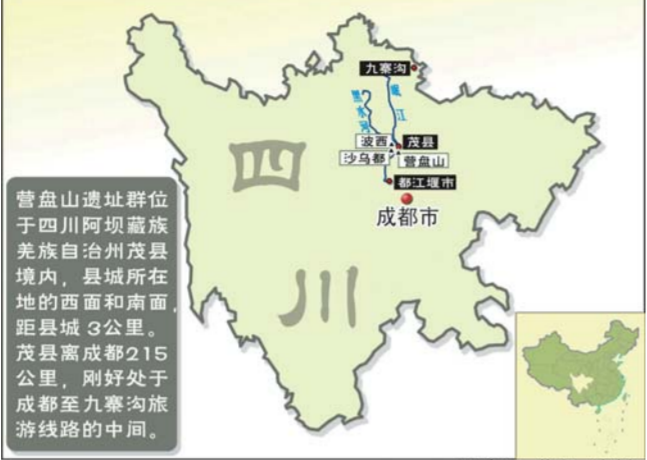 九寨沟
黑水河
岷江
波西
茂县
沙乌都
营盘山
都江堰市
成都市
四
川
营盘山遗址群位
于四川阿坝藏族
羌族自治州茂县
境内，县城所在
地的西面和南面，
距县城 3公里。
茂县离成都215
公里，刚好处于
成都至九寨沟旅
游线路的中间。